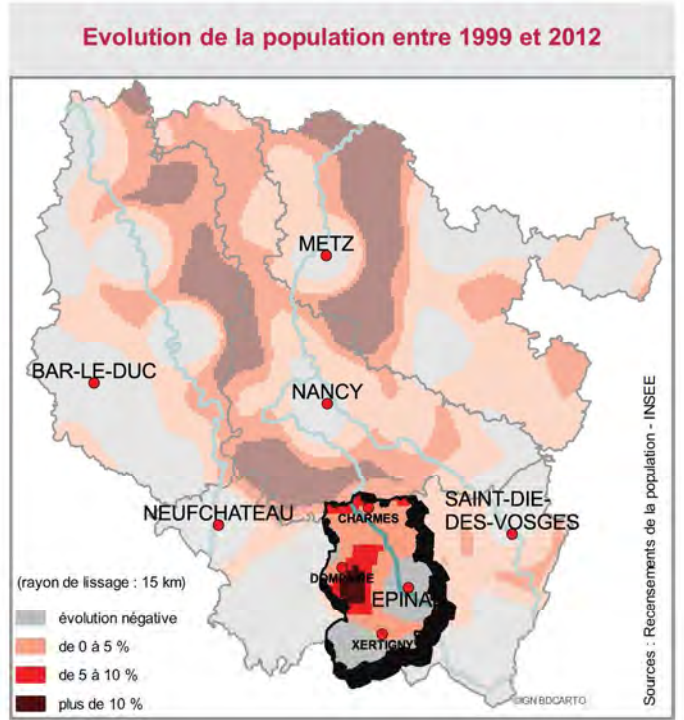 Evolution de la population entre 1999 et 2012
METZ
BAR-LE-DUC
NANCY
NEUFCHATEAU
SAINT-DIE-
DES-VOSGES
CHARMES
EPINAL
XERTIGNY
(rayon de lissage : 15 km)
évolution négative
de 0 à 5 %
de 5 à 10 %
plus de 10 %
Sources : Recensements de la population - INSEE
©IGN BDCARTO